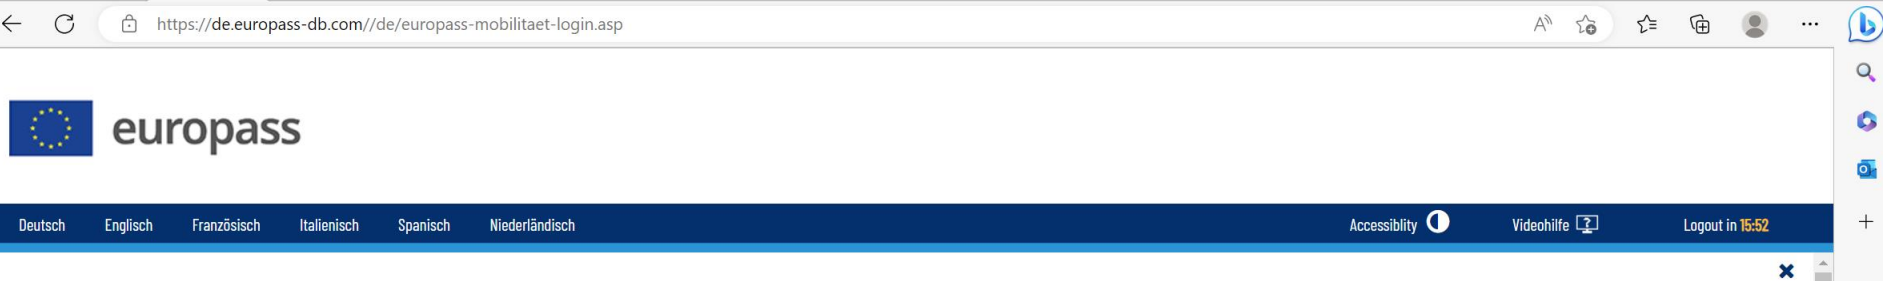 https://de.europass-db.com//de/europass-mobilitaet-login.asp
europass
Deutsch Englisch Französisch Italienisch Spanisch Niederländisch Accessiblity Videohilfe Logout in 15:52